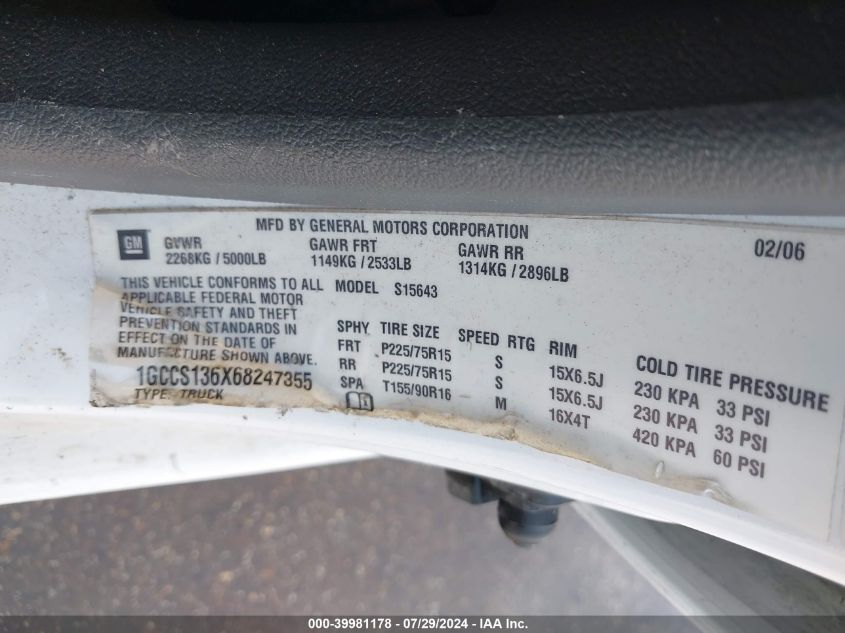 MFD BY GENERAL MOTORS CORPORATION
02/06
GM
GVWR GAWR FRT GAWR RR
2268KG / 5000LB 1149KG / 2533LB 1314KG / 2896LB
THIS VEHICLE CONFORMS TO ALL
APPLICABLE FEDERAL MOTOR
VEHICLE SAFETY AND THEFT
PREVENTION STANDARDS IN
EFFECT ON THE DATE OF
MANUFACTURE SHOWN ABOVE.
1GCCS136X68247355
TYPE: TRUCK
MODEL S15643
SPHY TIRE SIZE SPEED RTG RIM COLD TIRE PRESSURE
FRT P225/75R15 S 15X6.5J 230 KPA 33 PSI
RR P225/75R15 S 15X6.5J 230 KPA 33 PSI
SPA T155/90R16 M 16X4T 420 KPA 60 PSI
000-39981178 - 07/29/2024 - IAA Inc.